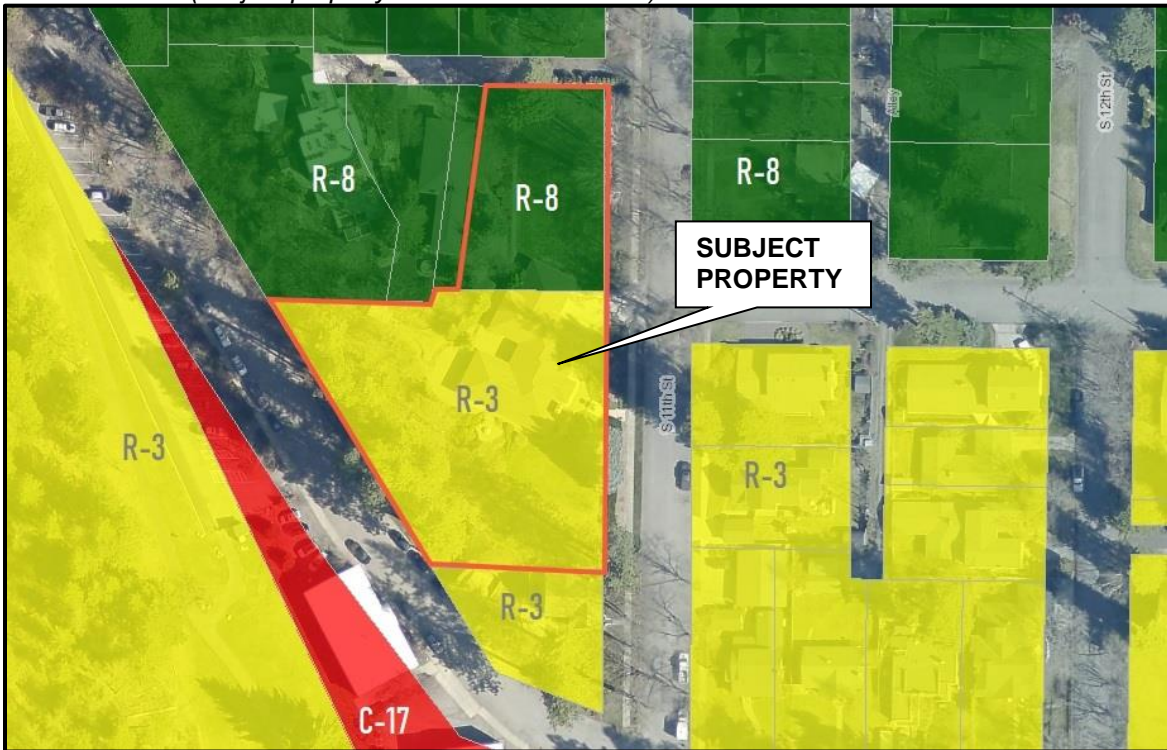 R-8
R-8
R-8
Alley
S 12th St
SUBJECT
PROPERTY
R-3
S 11th St
R-3
R-3
R-3
C-17